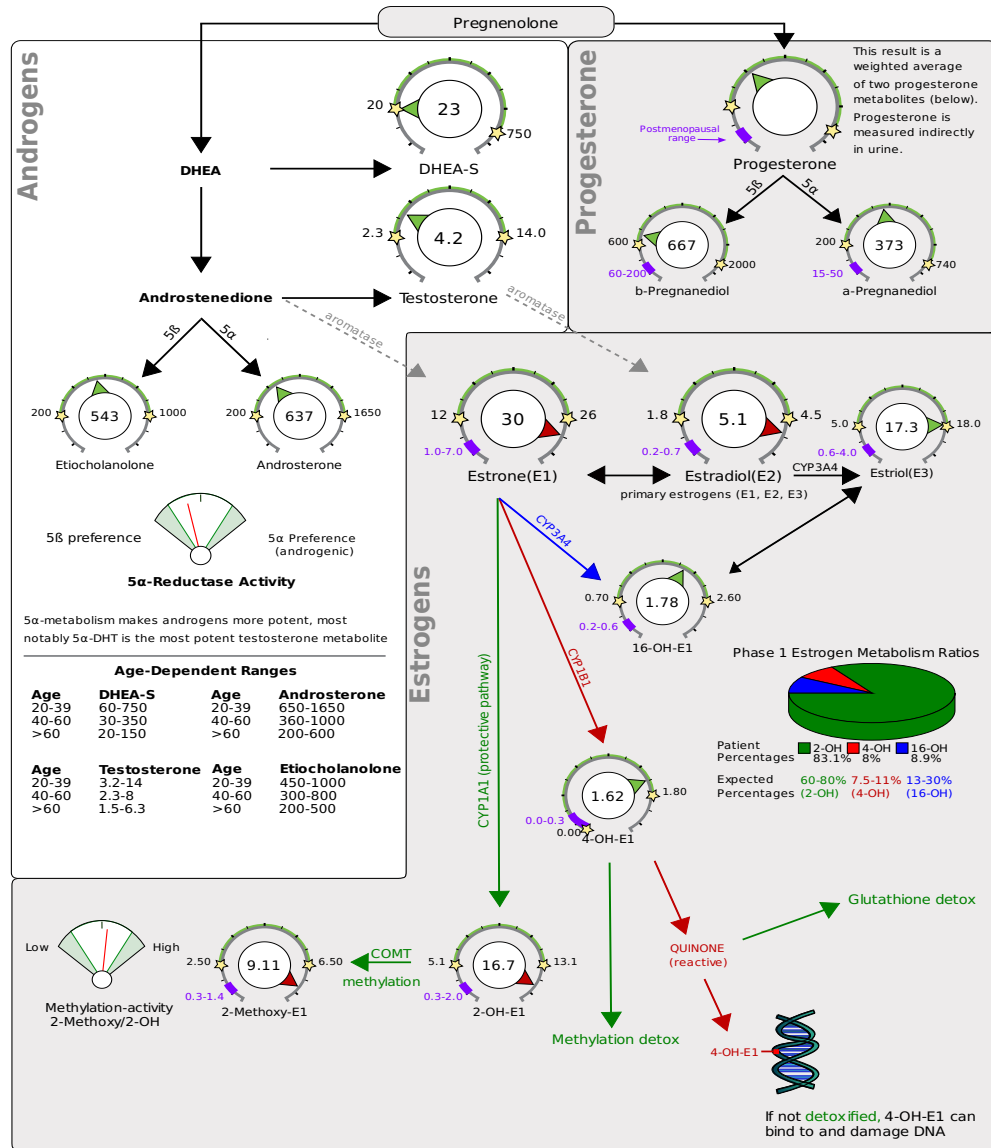 Pregnenolone
Androgens
20
23
750
DHEA-S
DHEA
2.3
4.2
14.0
Testosterone
Androstenedione
aromatase
aromatase
5ß
5α
200
543
1000
Etiocholanolone
200
637
1650
Androsterone
5ß preference
5α Preference
(androgenic)
5α-Reductase Activity
5α-metabolism makes androgens more potent, most
notably 5α-DHT is the most potent testosterone metabolite
Age-Dependent Ranges
Age DHEA-S Age Androsterone
20-39 60-750 20-39 650-1650
40-60 30-350 40-60 360-1000
>60 20-150 >60 200-600
Age Testosterone Age Etiocholanolone
20-39 3.2-14 20-39 450-1000
40-60 2.3-8 40-60 300-800
>60 1.5-6.3 >60 200-500
Progesterone
This result is a
weighted average
of two progesterone
metabolites (below).
Progesterone is
measured indirectly
in urine.
Postmenopausal
range
Progesterone
5ß
5α
600
667
2000
60-200
b-Pregnanediol
200
373
740
15-50
a-Pregnanediol
Estrogens
12
30
26
1.0-7.0
Estrone(E1)
1.8
5.1
4.5
0.2-0.7
Estradiol(E2)
CYP3A4
5.0
17.3
18.0
0.6-4.0
Estriol(E3)
primary estrogens (E1, E2, E3)
CYP3A4
0.70
1.78
2.60
0.2-0.6
16-OH-E1
CYP1B1
CYP1A1 (protective pathway)
Phase 1 Estrogen Metabolism Ratios
Patient
Percentages
2-OH 4-OH 16-OH
83.1% 8% 8.9%
Expected 60-80% 7.5-11% 13-30%
Percentages (2-OH) (4-OH) (16-OH)
1.62
1.80
0.0-0.3
0.00
4-OH-E1
Low
High
Methylation-activity
2-Methoxy/2-OH
2.50
9.11
6.50
0.3-1.4
2-Methoxy-E1
COMT
methylation
5.1
16.7
13.1
0.3-2.0
2-OH-E1
Glutathione detox
QUINONE
(reactive)
Methylation detox
4-OH-E1
If not detoxified, 4-OH-E1 can
bind to and damage DNA